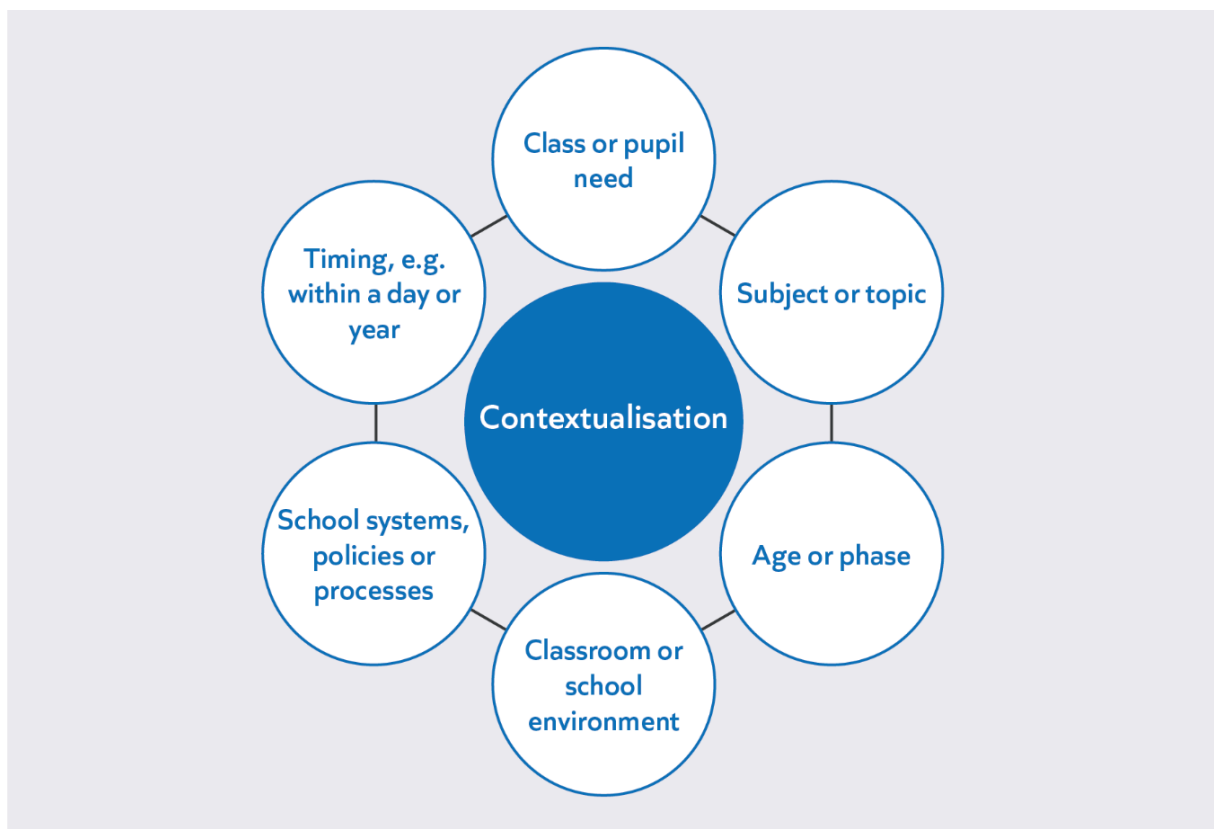 Class or pupil
need
Timing, e.g.
within a day or
year
Subject or topic
Contextualisation
School systems,
policies or
processes
Age or phase
Classroom or
school
environment